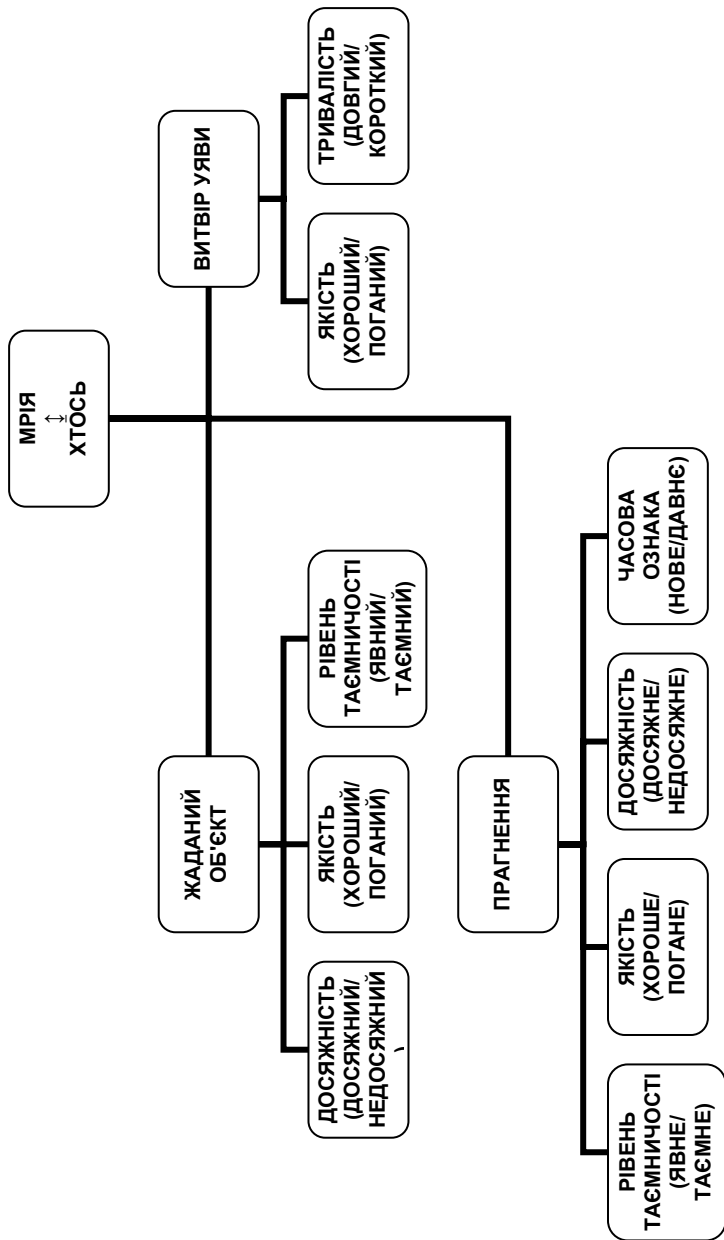 МРІЯ
↔
ХТОСЬ
ЖАДАНИЙ
ОБ'ЄКТ
ВИТВІР УЯВИ
ДОСЯЖНІСТЬ
(ДОСЯЖНИЙ/
НЕДОСЯЖНИЙ
)
ЯКІСТЬ
(ХОРОШИЙ/
ПОГАНИЙ)
РІВЕНЬ
ТАЄМНИЧОСТІ
(ЯВНИЙ/
ТАЄМНИЙ)
ЯКІСТЬ
(ХОРОШИЙ/
ПОГАНИЙ)
ТРИВАЛІСТЬ
(ДОВГИЙ/
КОРОТКИЙ)
ПРАГНЕННЯ
РІВЕНЬ
ТАЄМНИЧОСТІ
(ЯВНЕ/
ТАЄМНЕ)
ЯКІСТЬ
(ХОРОШЕ/
ПОГАНЕ)
ДОСЯЖНІСТЬ
(ДОСЯЖНЕ/
НЕДОСЯЖНЕ)
ЧАСОВА
ОЗНАКА
(НОВЕ/ДАВНЄ)